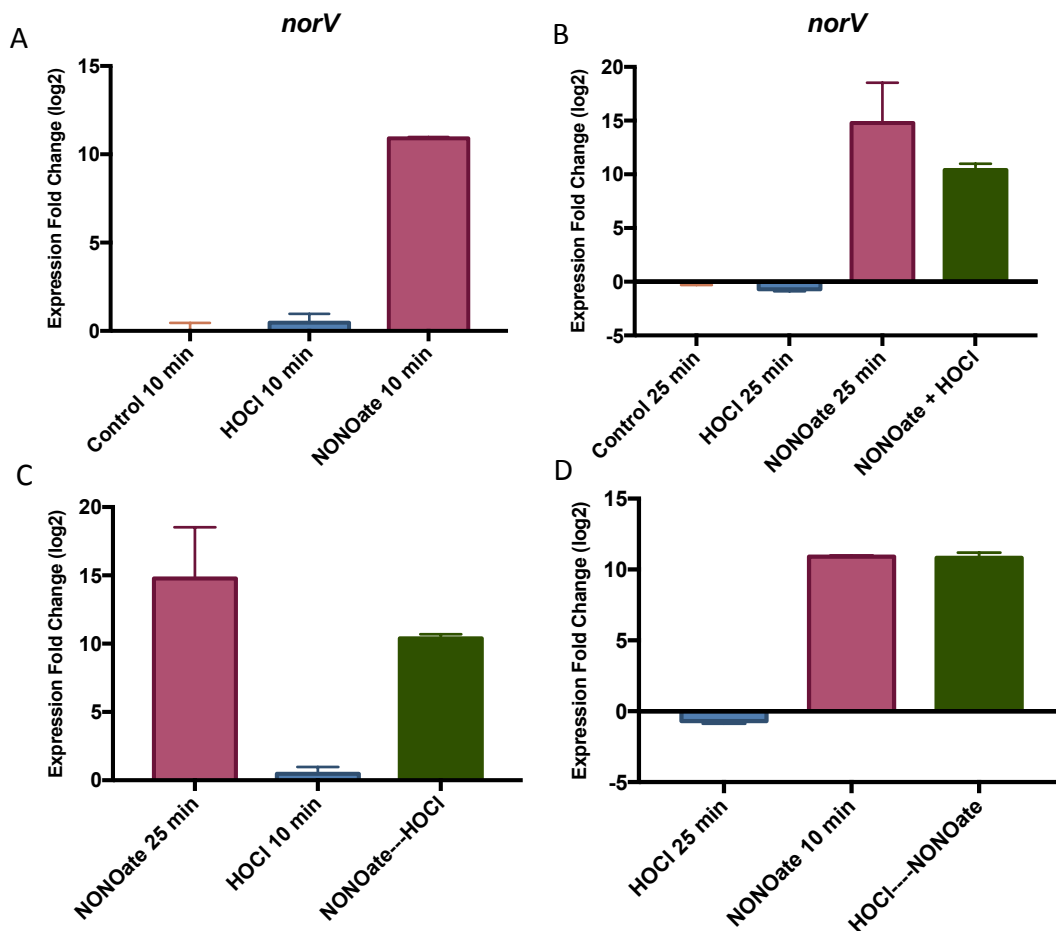 A
norV
Expression Fold Change (log2)
15
10
5
0
Control 10 min
HOCl 10 min
NONOate 10 min
B
norV
Expression Fold Change (log2)
20
15
10
5
0
-5
Control 25 min
HOCl 25 min
NONOate 25 min
NONOate + HOCl
C
Expression Fold Change (log2)
20
15
10
5
0
NONOate 25 min
HOCl 10 min
NONOate---HOCl
D
Expression Fold Change (log2)
15
10
5
0
-5
HOCl 25 min
NONOate 10 min
HOCl----NONOate